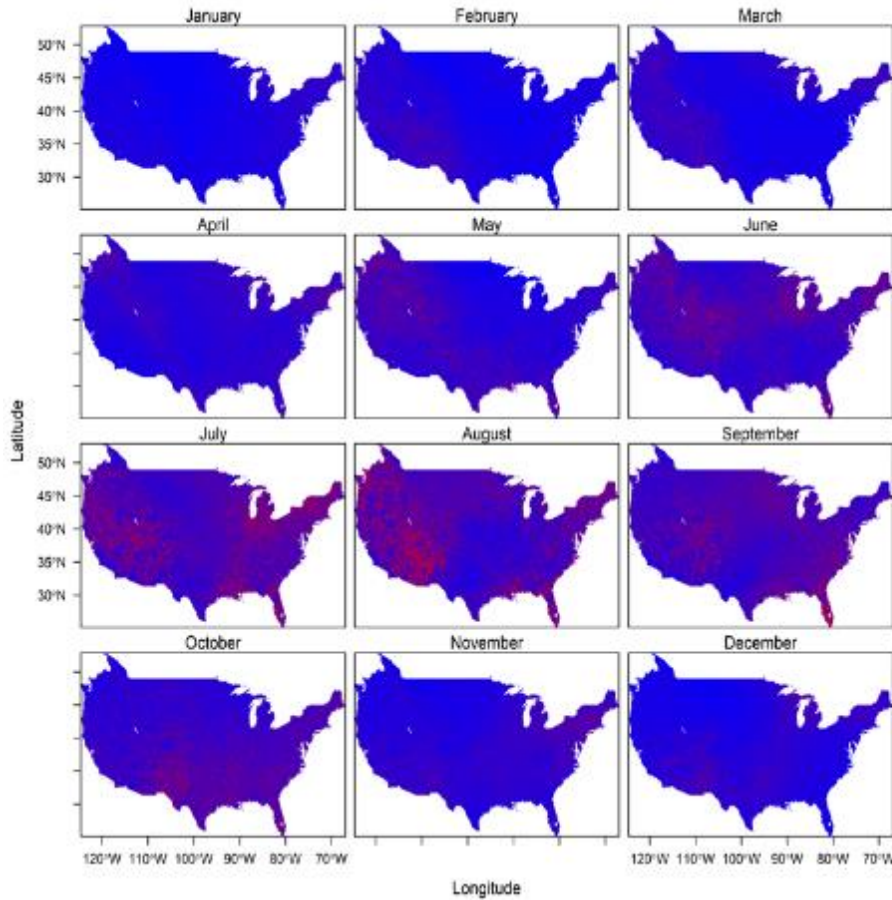 January February March
50°N
45°N
40°N
35°N
30°N
April May June
Latitude
July August September
50°N
45°N
40°N
35°N
30°N
October November December
120°W 110°W 100°W 90°W 80°W 70°W 120°W 110°W 100°W 90°W 80°W 70°W
Longitude